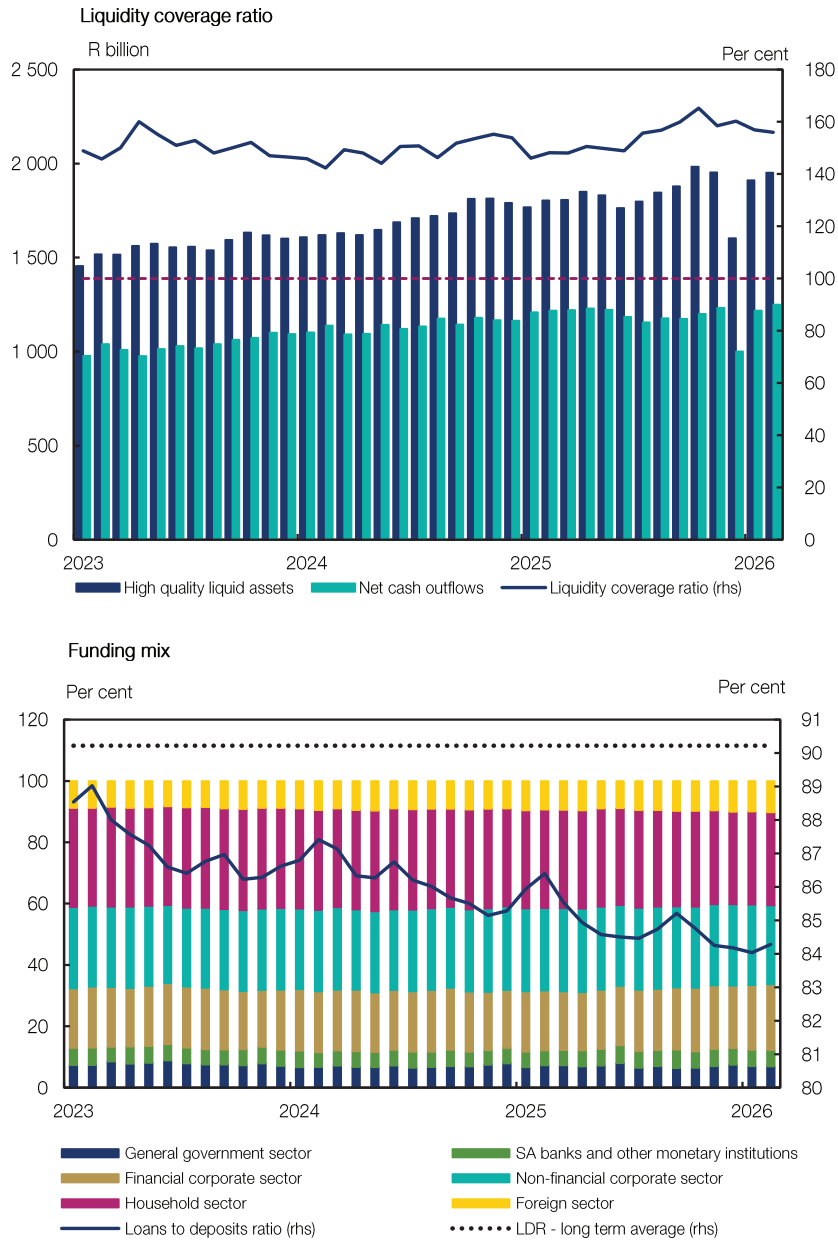 Liquidity coverage ratio
R billion Per cent
2 500 180
160
2 000
140
120
1 500
100
1 000
80
60
500
40
20
0 0
2023 2024 2025 2026
High quality liquid assets Net cash outflows Liquidity coverage ratio (rhs)
Funding mix
Per cent Per cent
120 91
90
100
89
88
80
87
60 86
85
40
84
83
20
82
81
0 80
2023 2024 2025 2026
General government sector SA banks and other monetary institutions
Financial corporate sector Non-financial corporate sector
Household sector Foreign sector
Loans to deposits ratio (rhs) LDR - long term average (rhs)